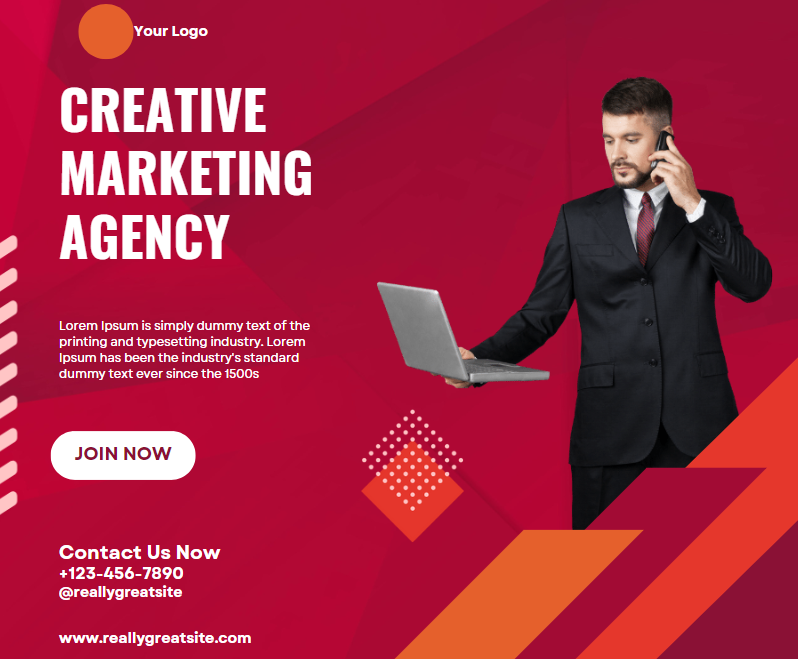 Your Logo
CREATIVE
MARKETING
AGENCY
Lorem Ipsum is simply dummy text of the
printing and typesetting industry. Lorem
Ipsum has been the industry's standard
dummy text ever since the 1500s
JOIN NOW
Contact Us Now
+123-456-7890
@reallygreatsite
www.reallygreatsite.com